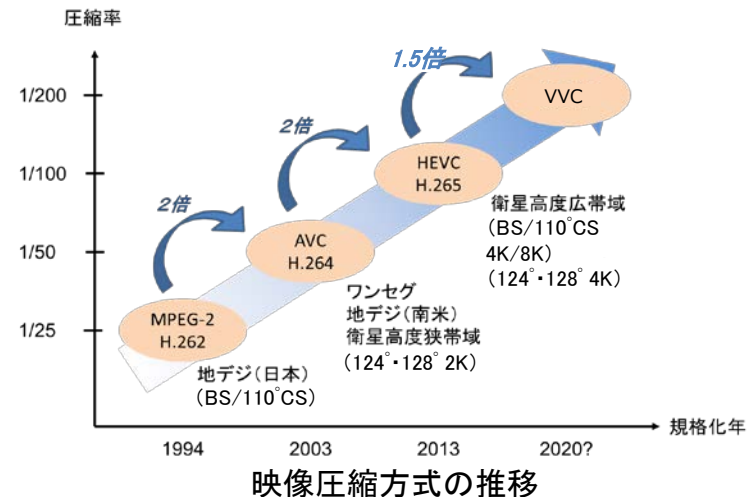 圧縮率
1.5倍
1/200
VVC
2倍
1/100
HEVC
H.265
2倍
衛星高度広帯域
(BS/110°CS
4K/8K)
(124°・128° 4K)
1/50
AVC
H.264
ワンセグ
地デジ(南米)
衛星高度狭帯域
(124°・128° 2K)
1/25
MPEG-2
H.262
地デジ(日本)
(BS/110°CS)
規格化年
1994
2003
2013
2020?
映像圧縮方式の推移